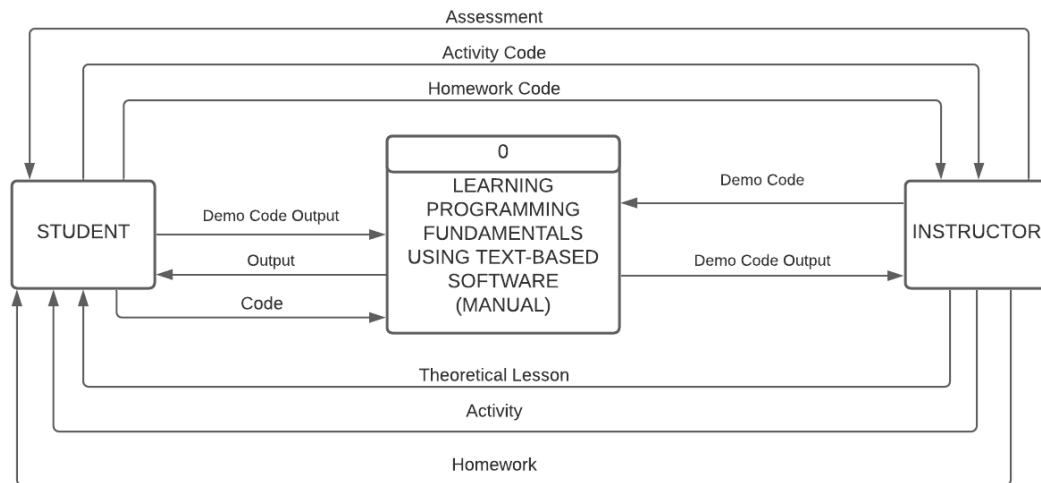 Assessment
Activity Code
Homework Code
0
LEARNING
PROGRAMMING
FUNDAMENTALS
USING TEXT-BASED
SOFTWARE
(MANUAL)
STUDENT
Demo Code Output
Output
Code
Demo Code
Demo Code Output
INSTRUCTOR
Theoretical Lesson
Activity
Homework